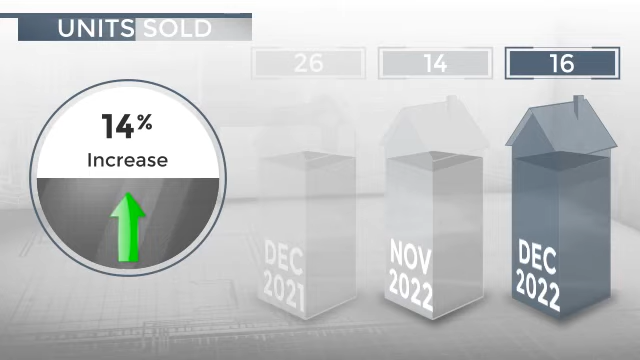 UNITS SOLD
26
14
16
14%
Increase
DEC
2021
NOV
2022
DEC
2022